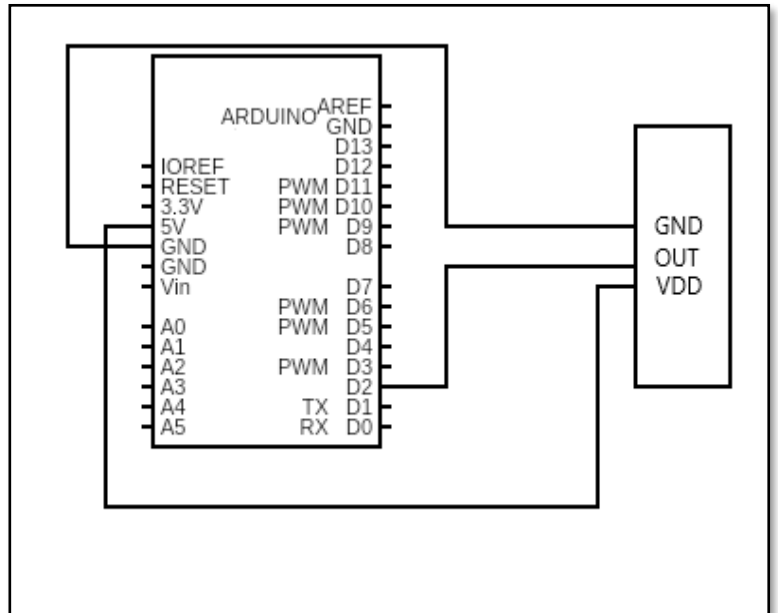 ARDUINO
AREF
GND
D13
IOREF D12
RESET PWM D11
3.3V PWM D10
5V PWM D9
GND D8
GND
Vin D7
PWM D6
A0 PWM D5
A1 D4
A2 PWM D3
A3 D2
A4 TX D1
A5 RX D0
GND
OUT
VDD